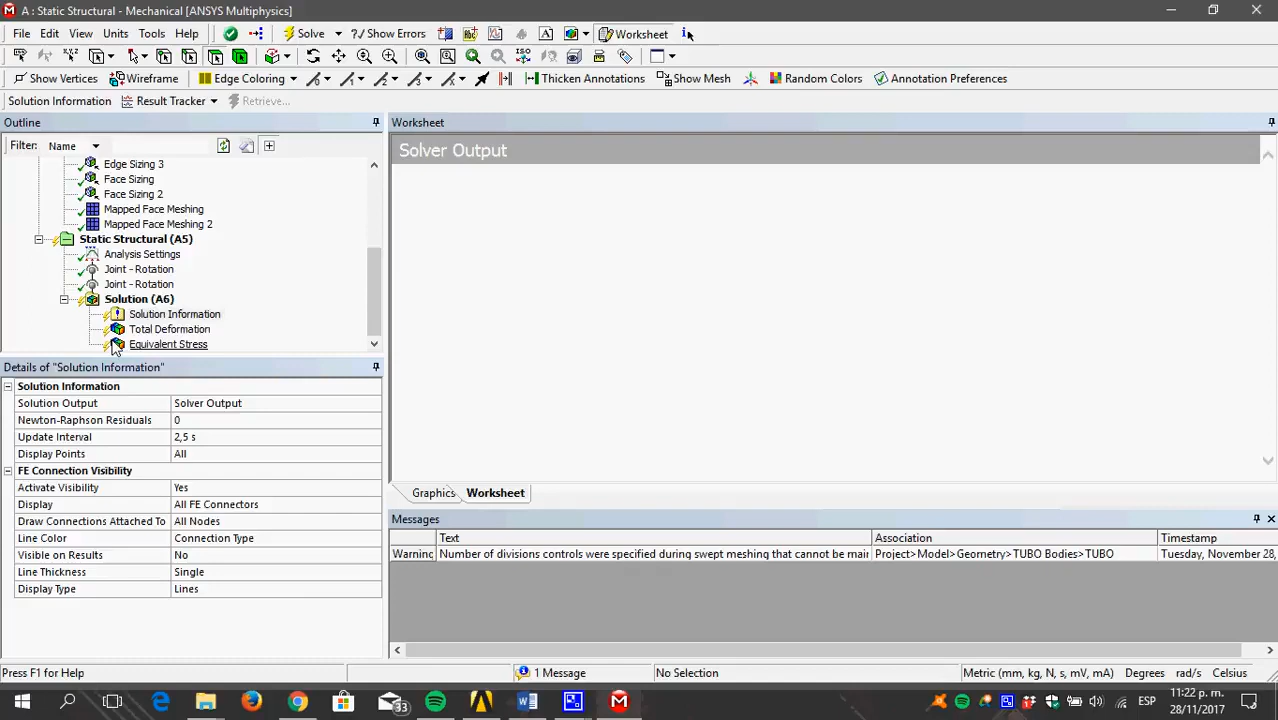 A : Static Structural - Mechanical [ANSYS Multiphysics]
File Edit View Units Tools Help Solve Show Errors Worksheet
Show Vertices Wireframe Edge Coloring Thicken Annotations Show Mesh Random Colors Annotation Preferences
Solution Information Result Tracker Retrieve...
Outline
Filter: Name
Edge Sizing 3
Face Sizing
Face Sizing 2
Mapped Face Meshing
Mapped Face Meshing 2
Static Structural (A5)
Analysis Settings
Joint - Rotation
Joint - Rotation
Solution (A6)
Solution Information
Total Deformation
Equivalent Stress
Details of "Solution Information"
Solution Information
Solution Output Solver Output
Newton-Raphson Residuals 0
Update Interval 2,5 s
Display Points All
FE Connection Visibility
Activate Visibility Yes
Display All FE Connectors
Draw Connections Attached To All Nodes
Line Color Connection Type
Visible on Results No
Line Thickness Single
Display Type Lines
Worksheet
Solver Output
Graphics Worksheet
Messages
Text Association Timestamp
Warning Number of divisions controls were specified during swept meshing that cannot be mair Project>Model>Geometry>TUBO Bodies>TUBO Tuesday, November 28,
Press F1 for Help 1 Message No Selection Metric (mm, kg, N, s, mV, mA) Degrees rad/s Celsius
33 ESP 11:22 p. m.
28/11/2017